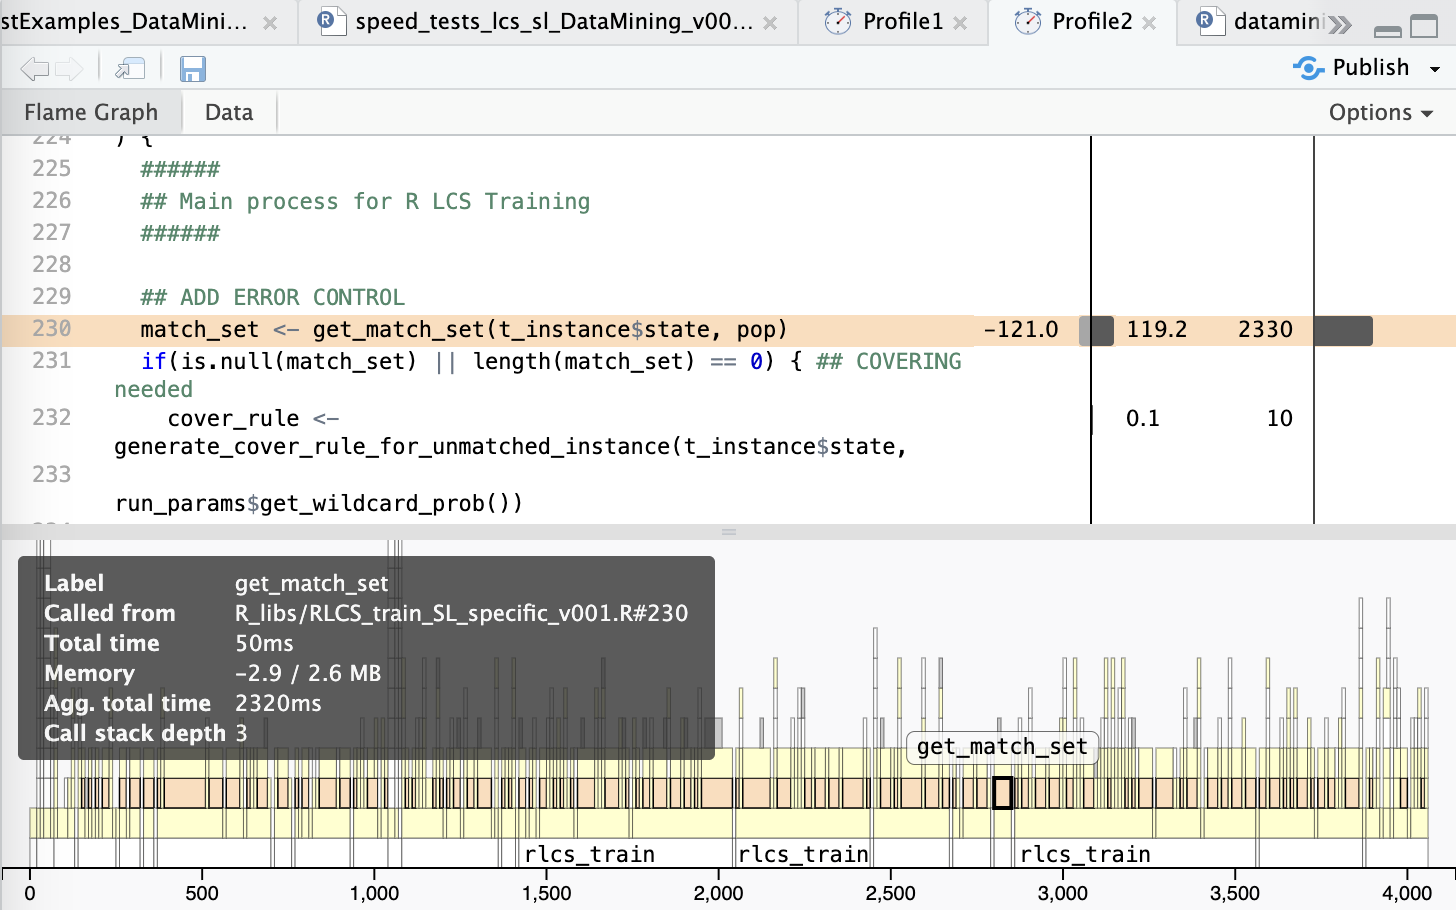 stExamples_DataMini...
speed_tests_lcs_sl_DataMining_v00...
Profile1
Profile2
datamini
Publish
Flame Graph
Data
Options
224 ) {
225 ######
226 ## Main process for R LCS Training
227 ######
228
229 ## ADD ERROR CONTROL
230 match_set <- get_match_set(t_instance$state, pop) -121.0 119.2 2330
231 if(is.null(match_set) || length(match_set) == 0) { ## COVERING
needed
232 cover_rule <- 0.1 10
generate_cover_rule_for_unmatched_instance(t_instance$state,
233
run_params$get_wildcard_prob())
Label get_match_set
Called from R_libs/RLCS_train_SL_specific_v001.R#230
Total time 50ms
Memory -2.9 / 2.6 MB
Agg. total time 2320ms
Call stack depth 3
get_match_set
rlcs_train rlcs_train rlcs_train
0 500 1,000 1,500 2,000 2,500 3,000 3,500 4,000